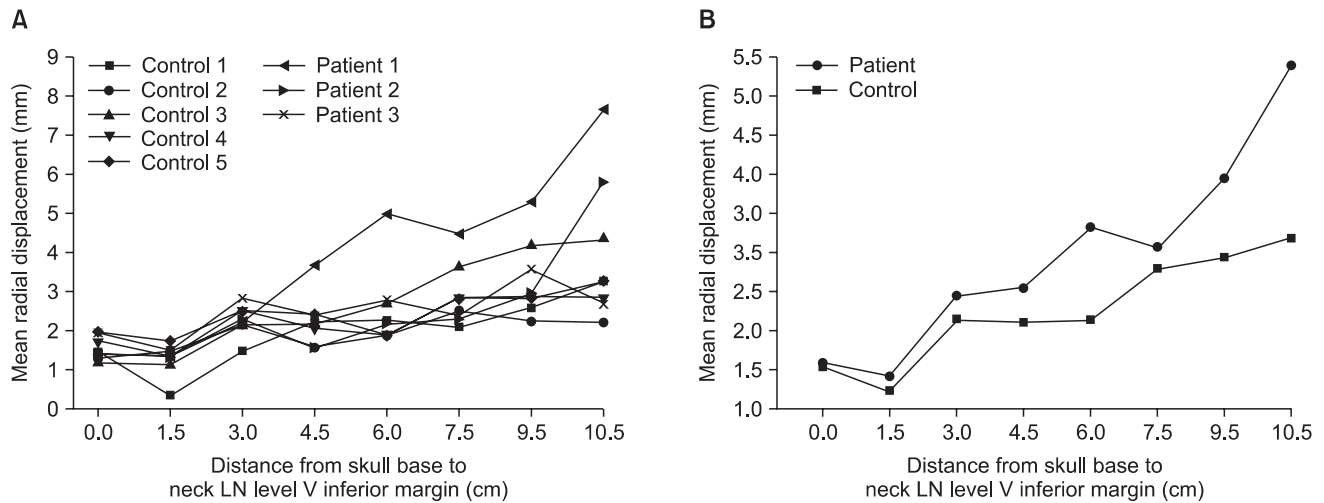 A
Mean radial displacement (mm)
9
8
7
6
5
4
3
2
1
0
Control 1
Control 2
Control 3
Control 4
Control 5
Patient 1
Patient 2
Patient 3
0.0 1.5 3.0 4.5 6.0 7.5 9.5 10.5
Distance from skull base to
neck LN level V inferior margin (cm)
B
Mean radial displacement (mm)
5.5
5.0
4.5
4.0
3.0
3.5
2.5
2.0
1.5
1.0
Patient
Control
0.0 1.5 3.0 4.5 6.0 7.5 9.5 10.5
Distance from skull base to
neck LN level V inferior margin (cm)